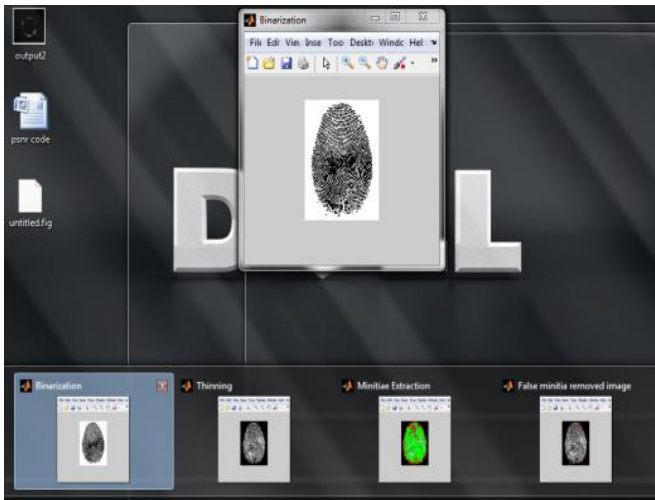 Binarization
File Edi Viev Inse Too Deskt Windc Hel
output2
psnr code
untitled.fig
D L
Binarization
Thinning
Minitiae Extraction
False minitia removed image